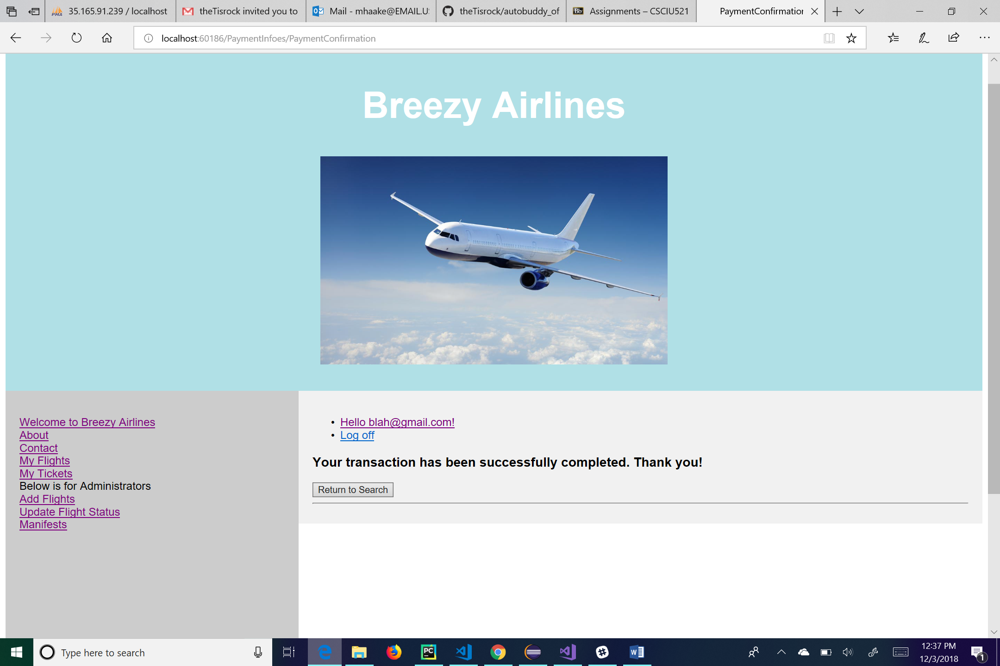 35.165.91.239 / localhost
theTisrock invited you to
Mail - mhaake@EMAIL.U
theTisrock/autobuddy_of
Bb Assignments – CSCIU521
PaymentConfirmation
localhost:60186/PaymentInfoes/PaymentConfirmation
Breezy Airlines
Welcome to Breezy Airlines
About
Contact
My Flights
My Tickets
Below is for Administrators
Add Flights
Update Flight Status
Manifests
Hello blah@gmail.com!
Log off
Your transaction has been successfully completed. Thank you!
Return to Search
Type here to search
12:37 PM
12/3/2018
1